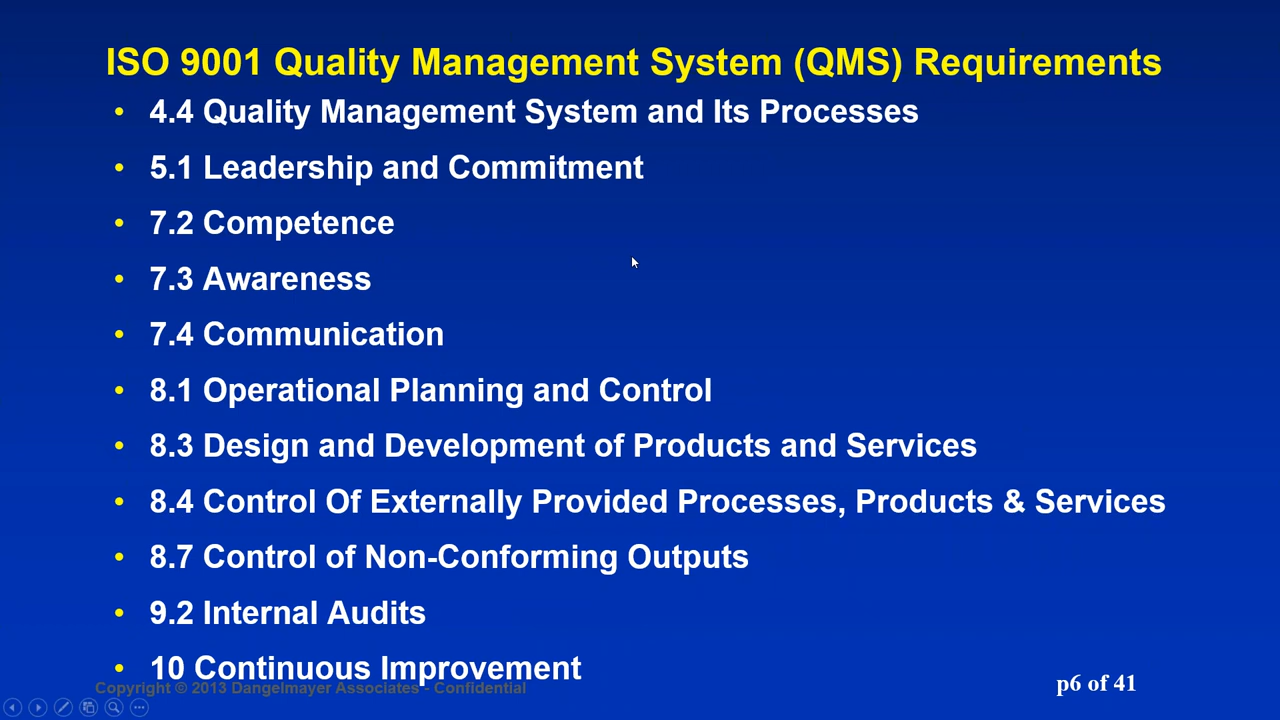 ISO 9001 Quality Management System (QMS) Requirements
• 4.4 Quality Management System and Its Processes
• 5.1 Leadership and Commitment
• 7.2 Competence
• 7.3 Awareness
• 7.4 Communication
• 8.1 Operational Planning and Control
• 8.3 Design and Development of Products and Services
• 8.4 Control Of Externally Provided Processes, Products & Services
• 8.7 Control of Non-Conforming Outputs
• 9.2 Internal Audits
• 10 Continuous Improvement
Copyright © 2013 Dangelmayer Associates - Confidential
p6 of 41